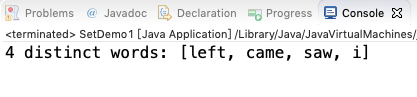 Problems @ Javadoc Declaration Progress Console
<terminated> SetDemo1 [Java Application] /Library/Java/JavaVirtualMachines/
4 distinct words: [left, came, saw, i]